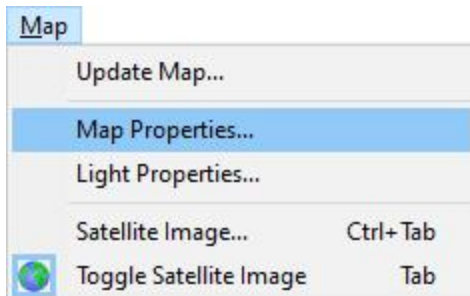 Map
Update Map...
Map Properties...
Light Properties...
Satellite Image... Ctrl+Tab
Toggle Satellite Image Tab